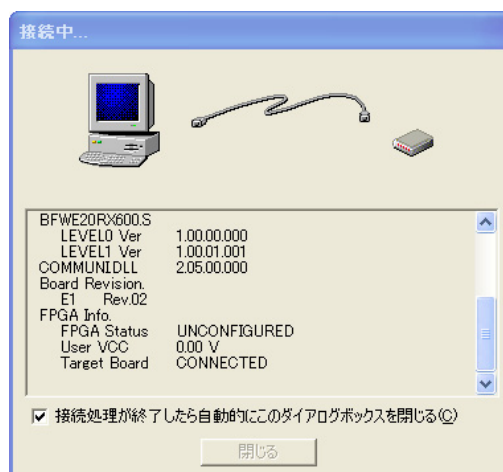 接続中...
BFWE20RX600.S
LEVEL0 Ver 1.00.00.000
LEVEL1 Ver 1.00.01.001
COMMUNIDLL 2.05.00.000
Board Revision.
E1 Rev.02
FPGA Info.
FPGA Status UNCONFIGURED
User VCC 0.00 V
Target Board CONNECTED
接続処理が終了したら自動的にこのダイアログボックスを閉じる(C)
閉じる